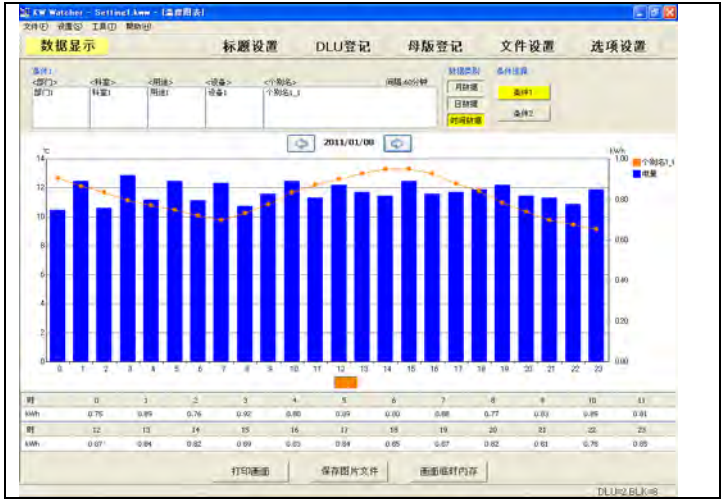 KW Watcher - Setting1.kww - [温度图表]
文件(F) 设置(S) 工具(T) 帮助(H)
数据显示 标题设置 DLU登记 母版登记 文件设置 选项设置
条件1 数据类别 条件选择
<部门> <科室> <用途> <设备> <个别名> 间隔:60分钟
部门1 科室1 用途1 设备1 个别名1_1
月数据 条件1
日数据
时间数据 条件2
2011/01/08
℃ kWh
14 12 10 8 6 4 2 0
1.00 0.80 0.60 0.40 0.20 0.00
个别名1_1
电量
0 1 2 3 4 5 6 7 8 9 10 11 12 13 14 15 16 17 18 19 20 21 22 23
时 0 1 2 3 4 5 6 7 8 9 10 11
kWh 0.75 0.89 0.76 0.92 0.80 0.89 0.80 0.88 0.77 0.83 0.89 0.81
时 12 13 14 15 16 17 18 19 20 21 22 23
kWh 0.87 0.84 0.82 0.89 0.83 0.84 0.85 0.87 0.82 0.81 0.78 0.85
打印画面 保存图片文件 画面临时内存
DLU=2,BLK=8